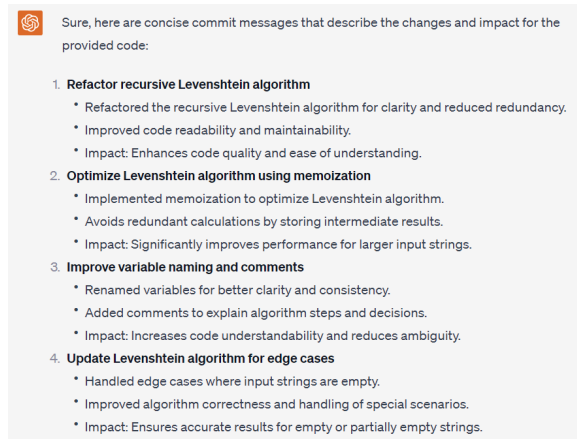 Sure, here are concise commit messages that describe the changes and impact for the
provided code:
1. Refactor recursive Levenshtein algorithm
• Refactored the recursive Levenshtein algorithm for clarity and reduced redundancy.
• Improved code readability and maintainability.
• Impact: Enhances code quality and ease of understanding.
2. Optimize Levenshtein algorithm using memoization
• Implemented memoization to optimize Levenshtein algorithm.
• Avoids redundant calculations by storing intermediate results.
• Impact: Significantly improves performance for larger input strings.
3. Improve variable naming and comments
• Renamed variables for better clarity and consistency.
• Added comments to explain algorithm steps and decisions.
• Impact: Increases code understandability and reduces ambiguity.
4. Update Levenshtein algorithm for edge cases
• Handled edge cases where input strings are empty.
• Improved algorithm correctness and handling of special scenarios.
• Impact: Ensures accurate results for empty or partially empty strings.